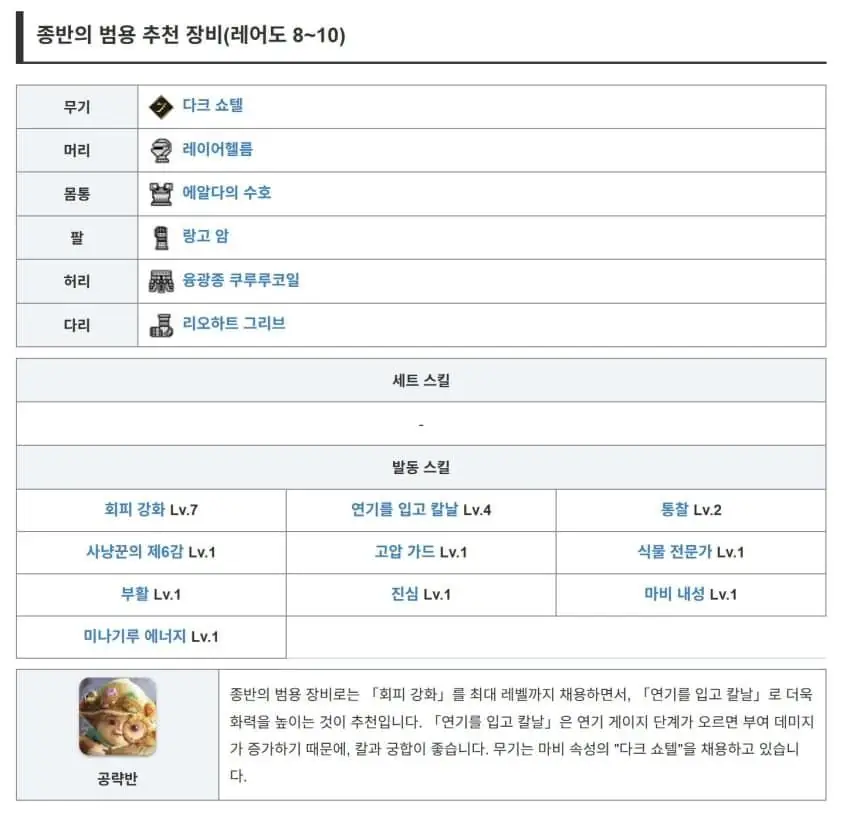 종반의 범용 추천 장비(레어도 8~10)
무기 다크 쇼텔
머리 레이어헬름
몸통 에알다의 수호
팔 랑고 암
허리 융광종 쿠루루코일
다리 리오하트 그리브
세트 스킬
-
발동 스킬
회피 강화 Lv.7 연기를 입고 칼날 Lv.4 통찰 Lv.2
사냥꾼의 제6감 Lv.1 고압 가드 Lv.1 식물 전문가 Lv.1
부활 Lv.1 진심 Lv.1 마비 내성 Lv.1
미나기루 에너지 Lv.1
종반의 범용 장비로는 「회피 강화」를 최대 레벨까지 채용하면서, 「연기를 입고 칼날」로 더욱
화력을 높이는 것이 추천입니다. 「연기를 입고 칼날」은 연기 게이지 단계가 오르면 부여 데미지
가 증가하기 때문에, 칼과 궁합이 좋습니다. 무기는 마비 속성의 "다크 쇼텔"을 채용하고 있습니
다.
공략반